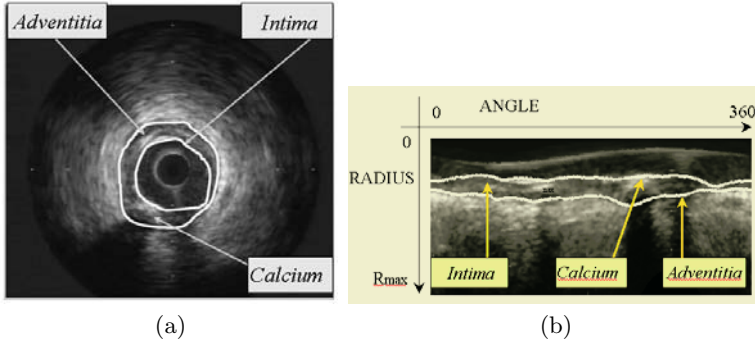 Adventitia
Intima
Calcium
(a)
ANGLE
0
360
0
RADIUS
Rmax
Intima
Calcium
Adventitia
(b)